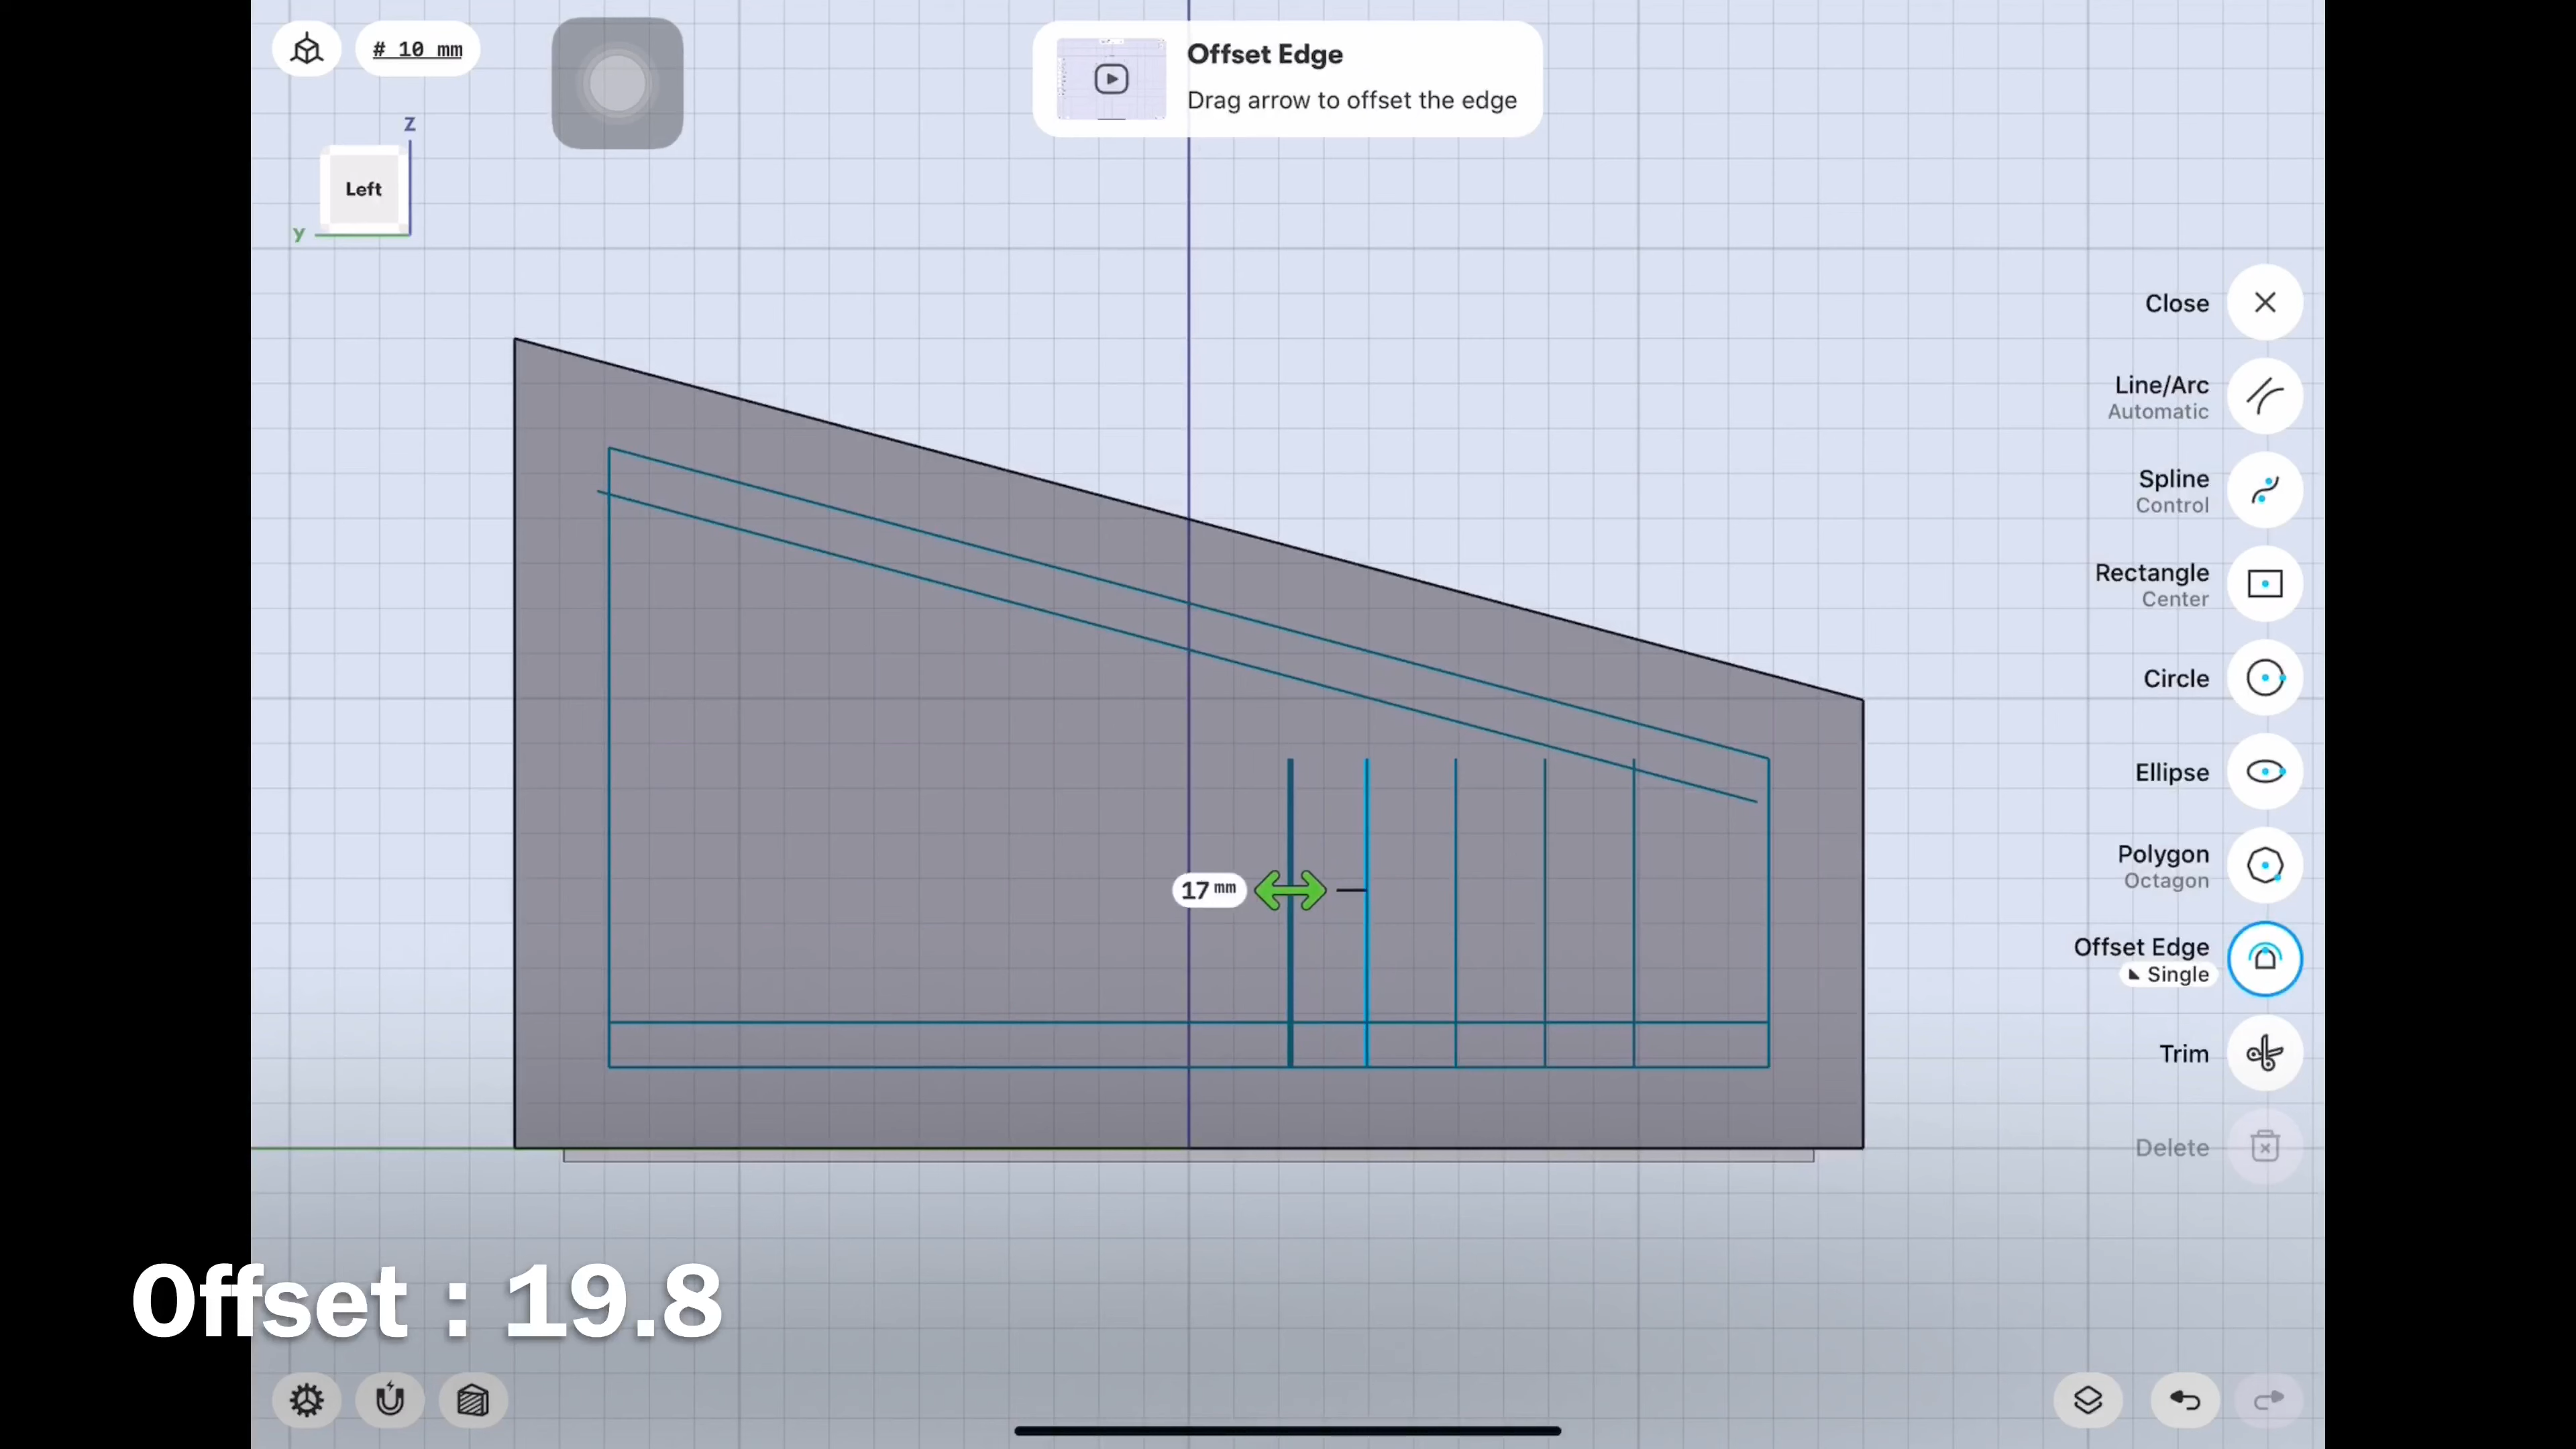 # 10 mm
Offset Edge
Drag arrow to offset the edge
Z
Left
Y
Close
Line/Arc
Automatic
Spline
Control
Rectangle
Center
Circle
Ellipse
Polygon
Octagon
17 mm
Offset Edge
Single
Trim
Delete
Offset : 19.8